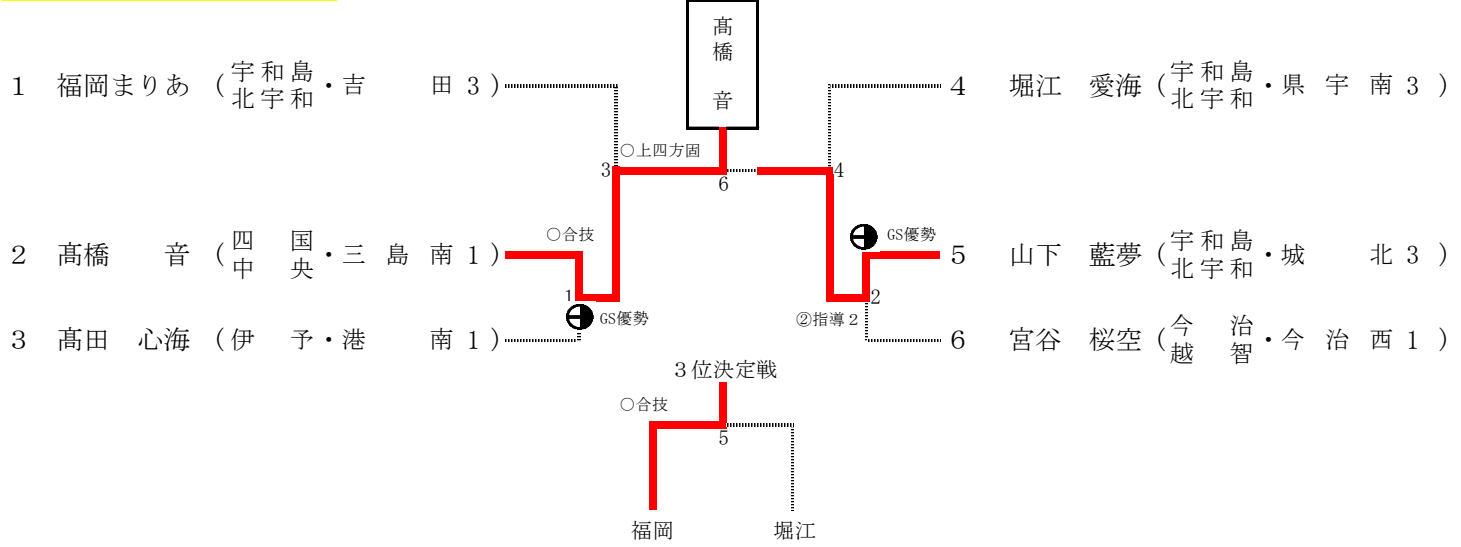 髙橋 音
1 福岡まりあ (宇和島北宇和・吉 田 3)
4 堀江 愛海 (宇和島北宇和・県 宇 南 3)
○上四方固
3
6
4
2 髙橋 音 (四国中央・三 島 南 1)
○合技
GS優勢
5 山下 藍夢 (宇和島北宇和・城 北 3)
1
2
GS優勢
②指導2
3 髙田 心海 (伊 予・港 南 1)
6 宮谷 桜空 (今治越智・今 治 西 1)
3位決定戦
○合技
5
福岡
堀江